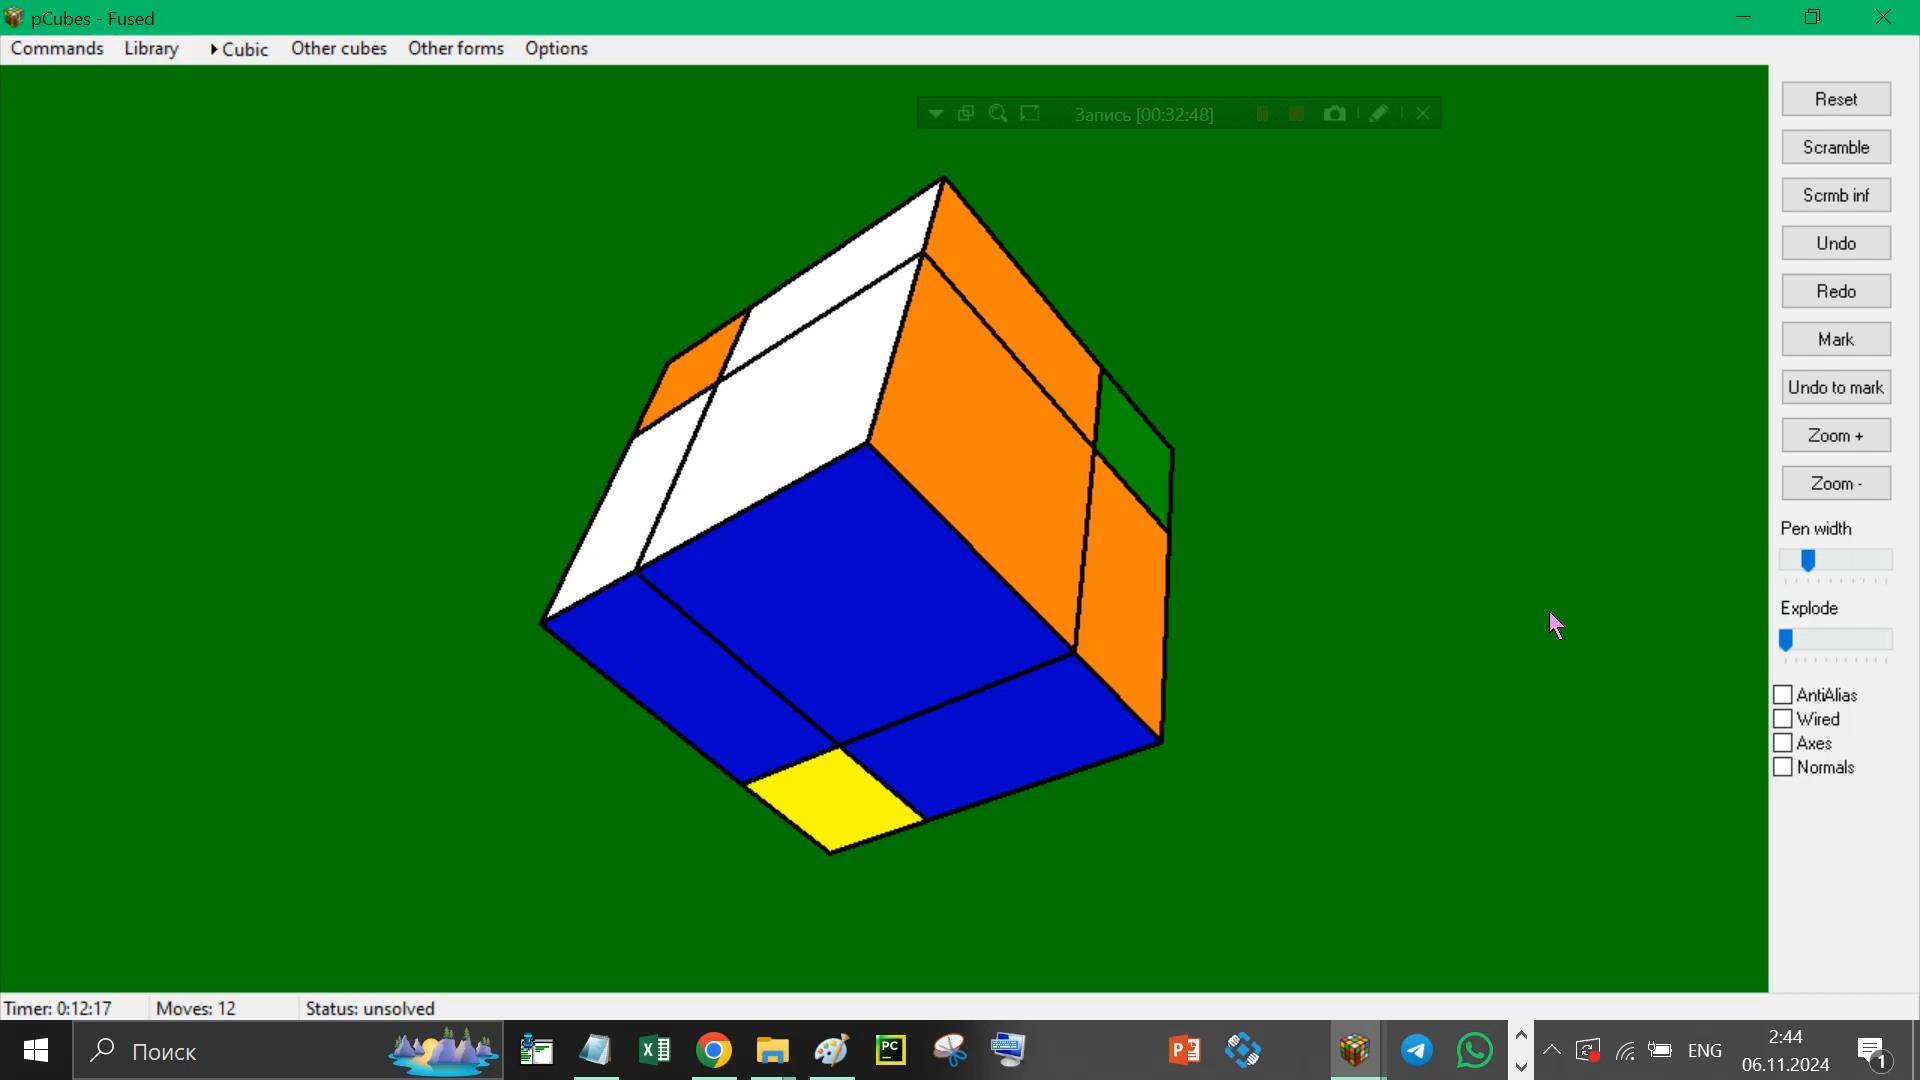 pCubes - Fused
Commands Library Cubic Other cubes Other forms Options
Запись [00:32:48]
Reset
Scramble
Scrmb inf
Undo
Redo
Mark
Undo to mark
Zoom +
Zoom -
Pen width
Explode
AntiAlias
Wired
Axes
Normals
Timer: 0:12:17 Moves: 12 Status: unsolved
Поиск
ENG
2:44
06.11.2024
1